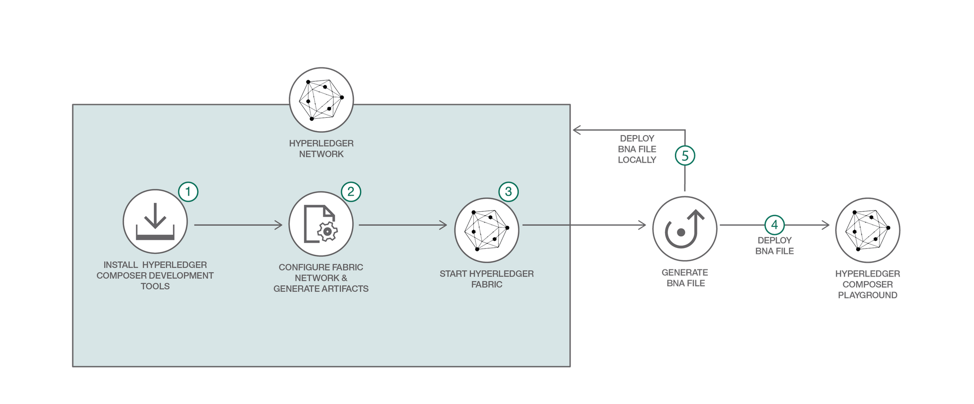 HYPERLEDGER
NETWORK
1
INSTALL HYPERLEDGER
COMPOSER DEVELOPMENT
TOOLS
2
CONFIGURE FABRIC
NETWORK &
GENERATE ARTIFACTS
3
START HYPERLEDGER
FABRIC
GENERATE
BNA FILE
4
DEPLOY
BNA FILE
HYPERLEDGER
COMPOSER
PLAYGROUND
5
DEPLOY
BNA FILE
LOCALLY